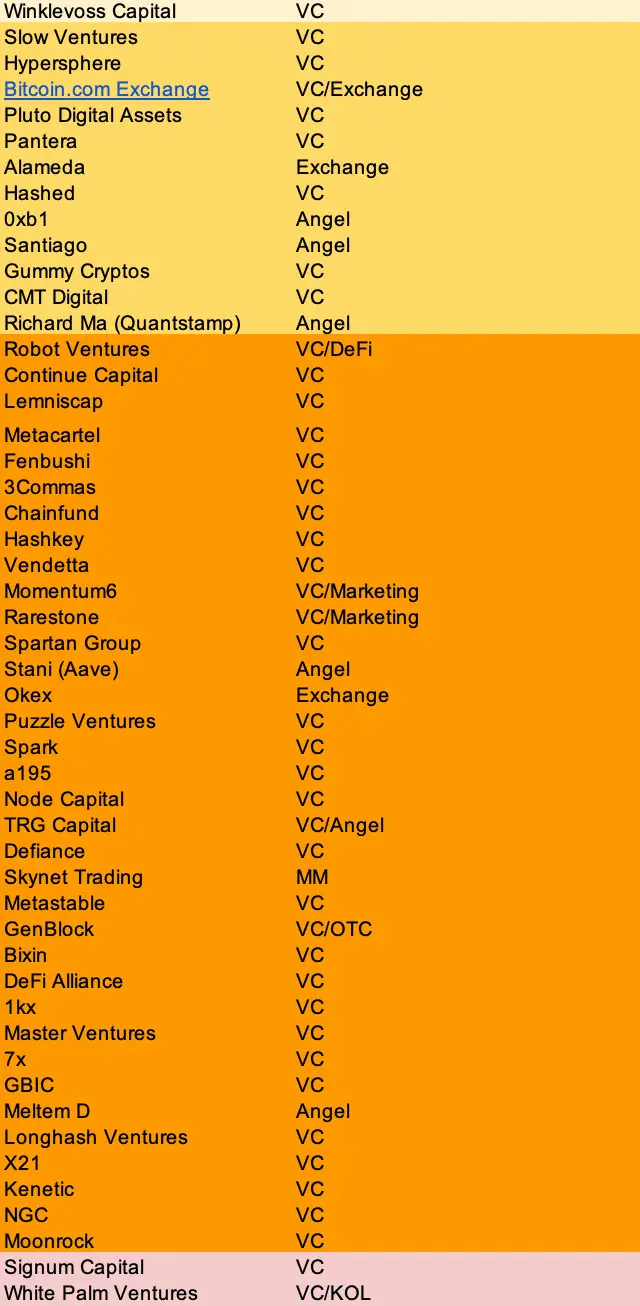 Winklevoss Capital VC
Slow Ventures VC
Hypersphere VC
Bitcoin.com Exchange VC/Exchange
Pluto Digital Assets VC
Pantera VC
Alameda Exchange
Hashed VC
0xb1 Angel
Santiago Angel
Gummy Cryptos VC
CMT Digital VC
Richard Ma (Quantstamp) Angel
Robot Ventures VC/DeFi
Continue Capital VC
Lemniscap VC
Metacartel VC
Fenbushi VC
3Commas VC
Chainfund VC
Hashkey VC
Vendetta VC
Momentum6 VC/Marketing
Rarestone VC/Marketing
Spartan Group VC
Stani (Aave) Angel
Okex Exchange
Puzzle Ventures VC
Spark VC
a195 VC
Node Capital VC
TRG Capital VC/Angel
Defiance VC
Skynet Trading MM
Metastable VC
GenBlock VC/OTC
Bixin VC
DeFi Alliance VC
1kx VC
Master Ventures VC
7x VC
GBIC VC
Meltem D Angel
Longhash Ventures VC
X21 VC
Kenetic VC
NGC VC
Moonrock VC
Signum Capital VC
White Palm Ventures VC/KOL